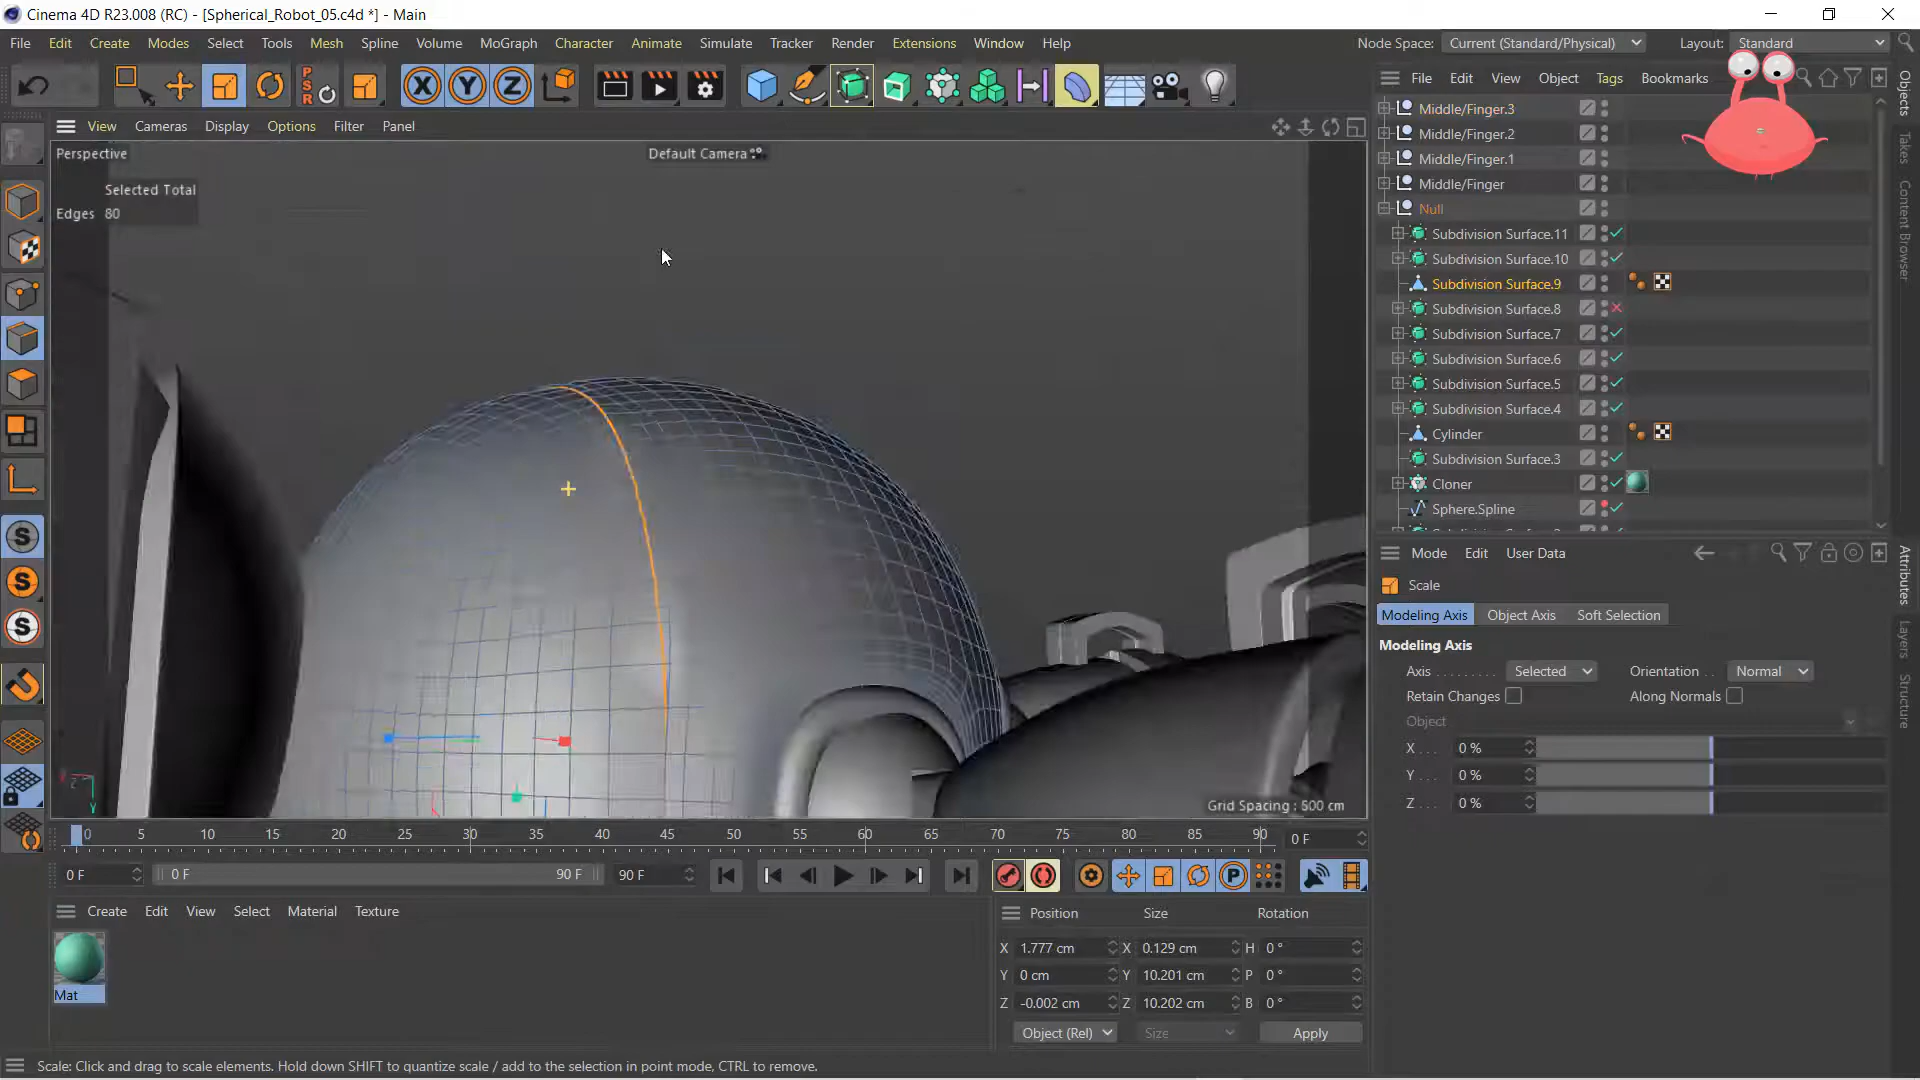 Cinema 4D R23.008 (RC) - [Spherical_Robot_05.c4d *] - Main
File Edit Create Modes Select Tools Mesh Spline Volume MoGraph Character Animate Simulate Tracker Render Extensions Window Help
Node Space: Current (Standard/Physical) Layout: Standard
File Edit View Object Tags Bookmarks
View Cameras Display Options Filter Panel
Perspective
Default Camera
Selected Total
Edges 80
Middle/Finger.3
Middle/Finger.2
Middle/Finger.1
Middle/Finger
Null
Subdivision Surface.11
Subdivision Surface.10
Subdivision Surface.9
Subdivision Surface.8
Subdivision Surface.7
Subdivision Surface.6
Subdivision Surface.5
Subdivision Surface.4
Cylinder
Subdivision Surface.3
Cloner
Sphere.Spline
Objects
Takes
Content Browser
Mode Edit User Data
Scale
Modeling Axis Object Axis Soft Selection
Modeling Axis
Axis . . . . . . . . . Selected Orientation . . Normal
Retain Changes Along Normals
Object
X . . . 0 %
Y . . . 0 %
Z . . . 0 %
Attributes
Layers
Structure
Grid Spacing : 500 cm
0 5 10 15 20 25 30 35 40 45 50 55 60 65 70 75 80 85 90 0 F
0 F 0 F 90 F 90 F
Create Edit View Select Material Texture
Mat
Position Size Rotation
X 1.777 cm X 0.129 cm H 0 °
Y 0 cm Y 10.201 cm P 0 °
Z -0.002 cm Z 10.202 cm B 0 °
Object (Rel) Size Apply
Scale: Click and drag to scale elements. Hold down SHIFT to quantize scale / add to the selection in point mode, CTRL to remove.